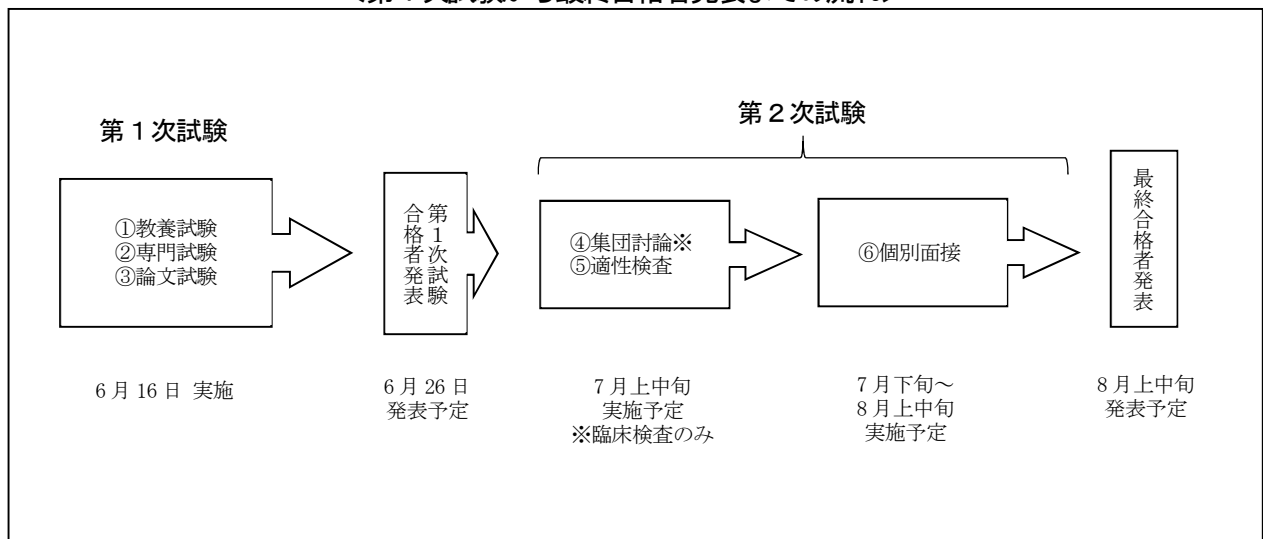 第１次試験
①教養試験
②専門試験
③論文試験
6月16日 実施
第１次試験
合格者発表
6月26日
発表予定
第２次試験
④集団討論※
⑤適性検査
7月上中旬
実施予定
※臨床検査のみ
⑥個別面接
7月下旬～
8月上中旬
実施予定
最終合格者発表
8月上中旬
発表予定